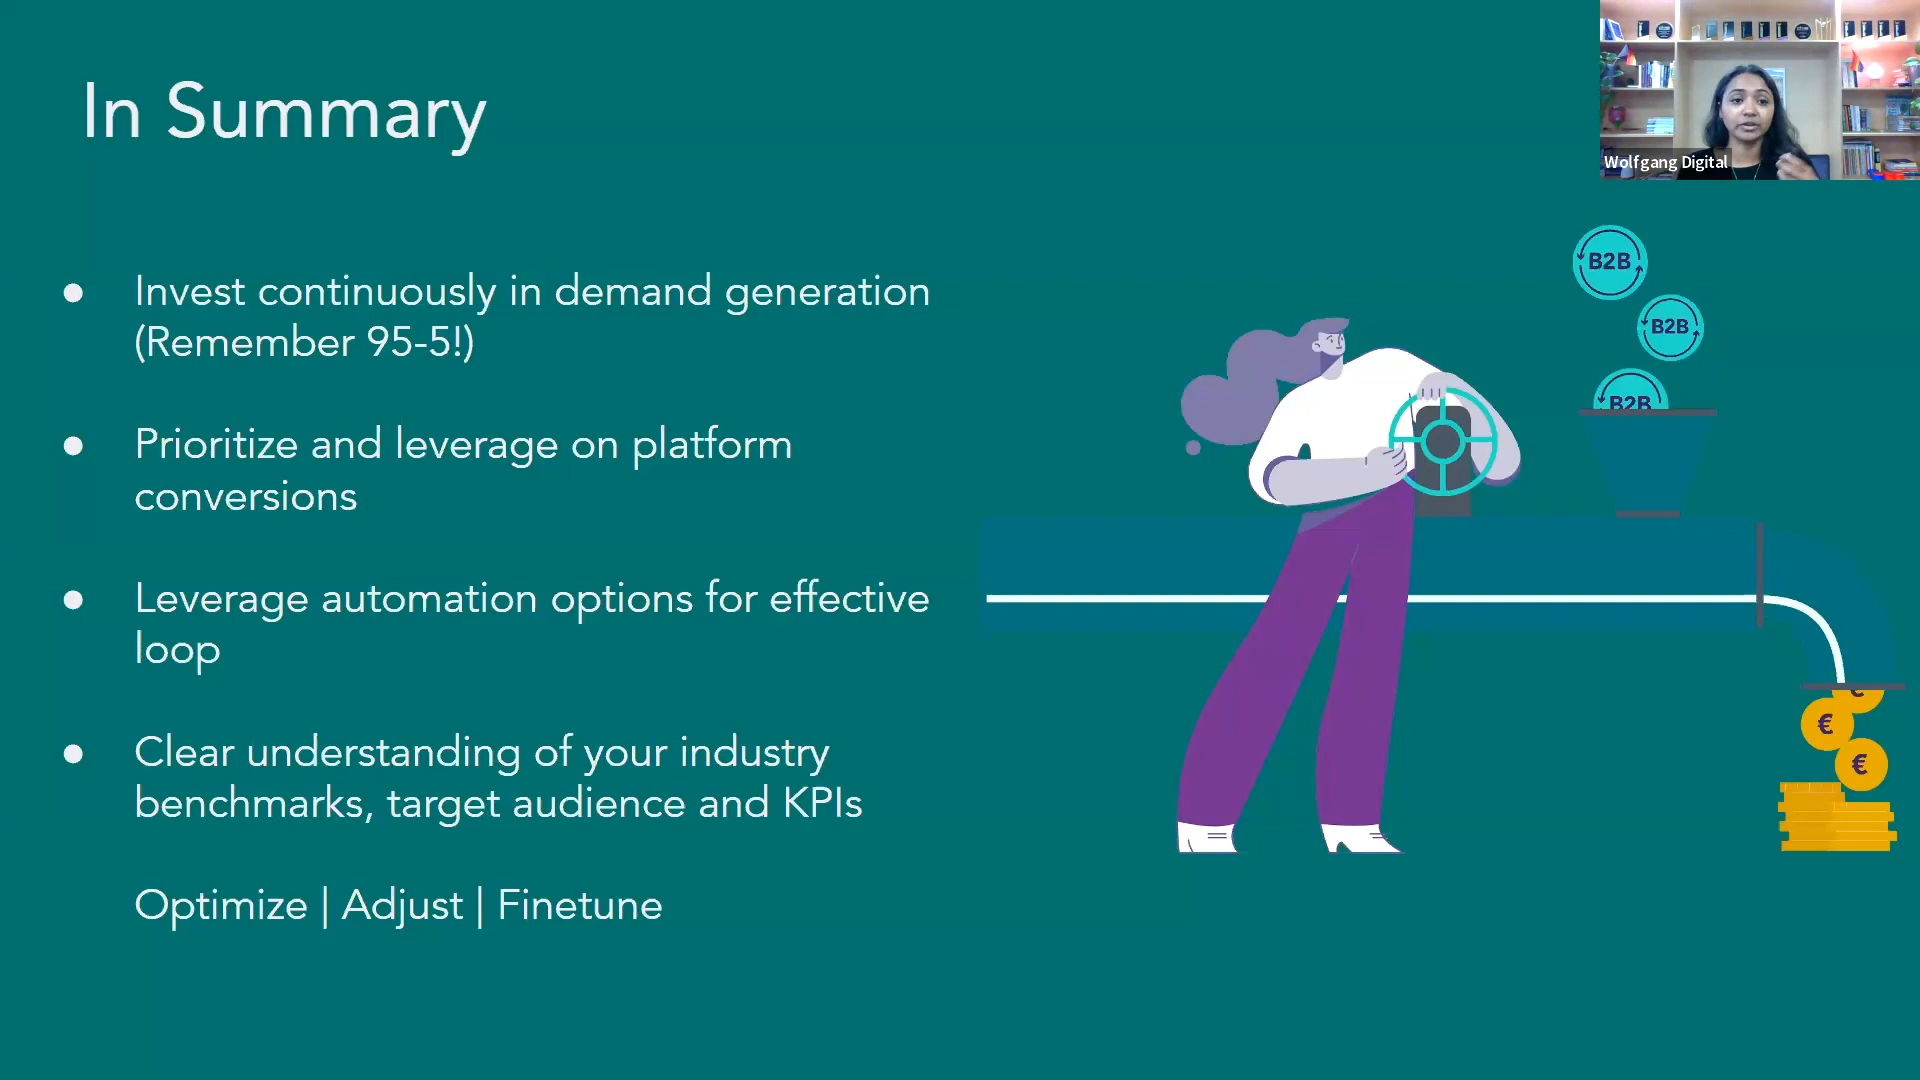 In Summary
Wolfgang Digital
● Invest continuously in demand generation
(Remember 95-5!)
● Prioritize and leverage on platform
conversions
● Leverage automation options for effective
loop
● Clear understanding of your industry
benchmarks, target audience and KPIs
Optimize | Adjust | Finetune
B2B
B2B
B2B
€
€
€